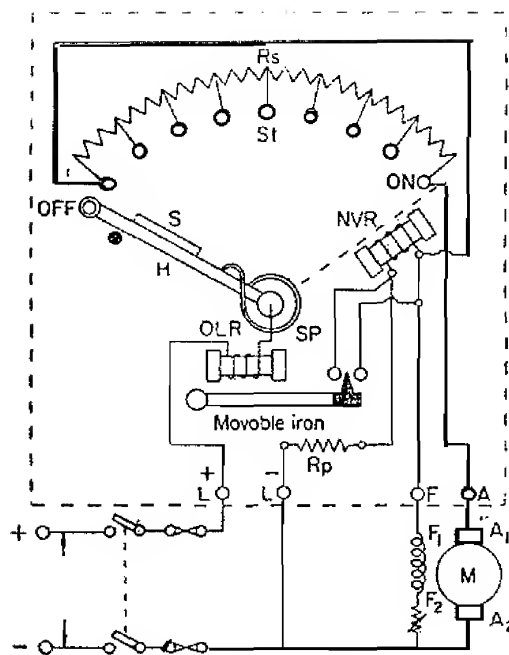 Rs
St
ON
OFF
S
NVR
H
OLR
SP
Movoble iron
Rp
+ -
L L F A
+
F1
A1
M
F2
A2
-